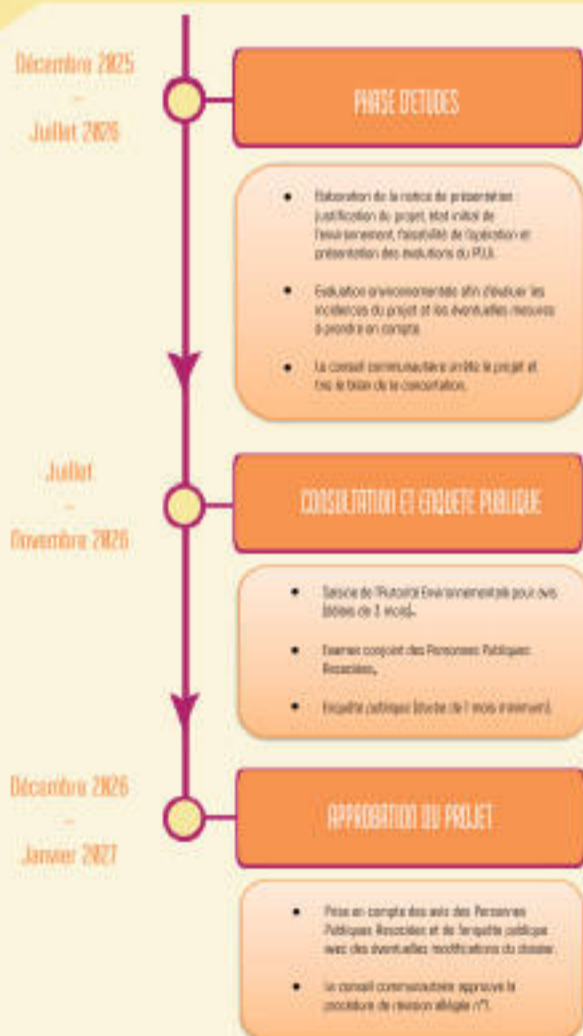 Décembre 2025
-
Juillet 2026
PHASE D'ETUDES
• Elaboration de la notice de présentation :
justification du projet, état initial de
l'environnement, faisabilité de l'opération et
présentation des évolutions du PLUi.
• Evaluation environnementale afin d'évaluer les
incidences du projet et les éventuelles mesures
à prendre en compte.
• Le conseil communautaire arrête le projet et
tire le bilan de la concertation.
Juillet
-
Novembre 2026
CONSULTATION ET ENQUETE PUBLIQUE
• Saisine de l'Autorité Environnementale pour avis
(délais de 3 mois).
• Examen conjoint des Personnes Publiques
Associées.
• Enquête publique (durée de 1 mois minimum).
Décembre 2026
-
Janvier 2027
APPROBATION DU PROJET
• Prise en compte des avis des Personnes
Publiques Associées et de l'enquête publique
avec des éventuelles modifications du dossier.
• Le conseil communautaire approuve la
procédure de révision allégée n°1.